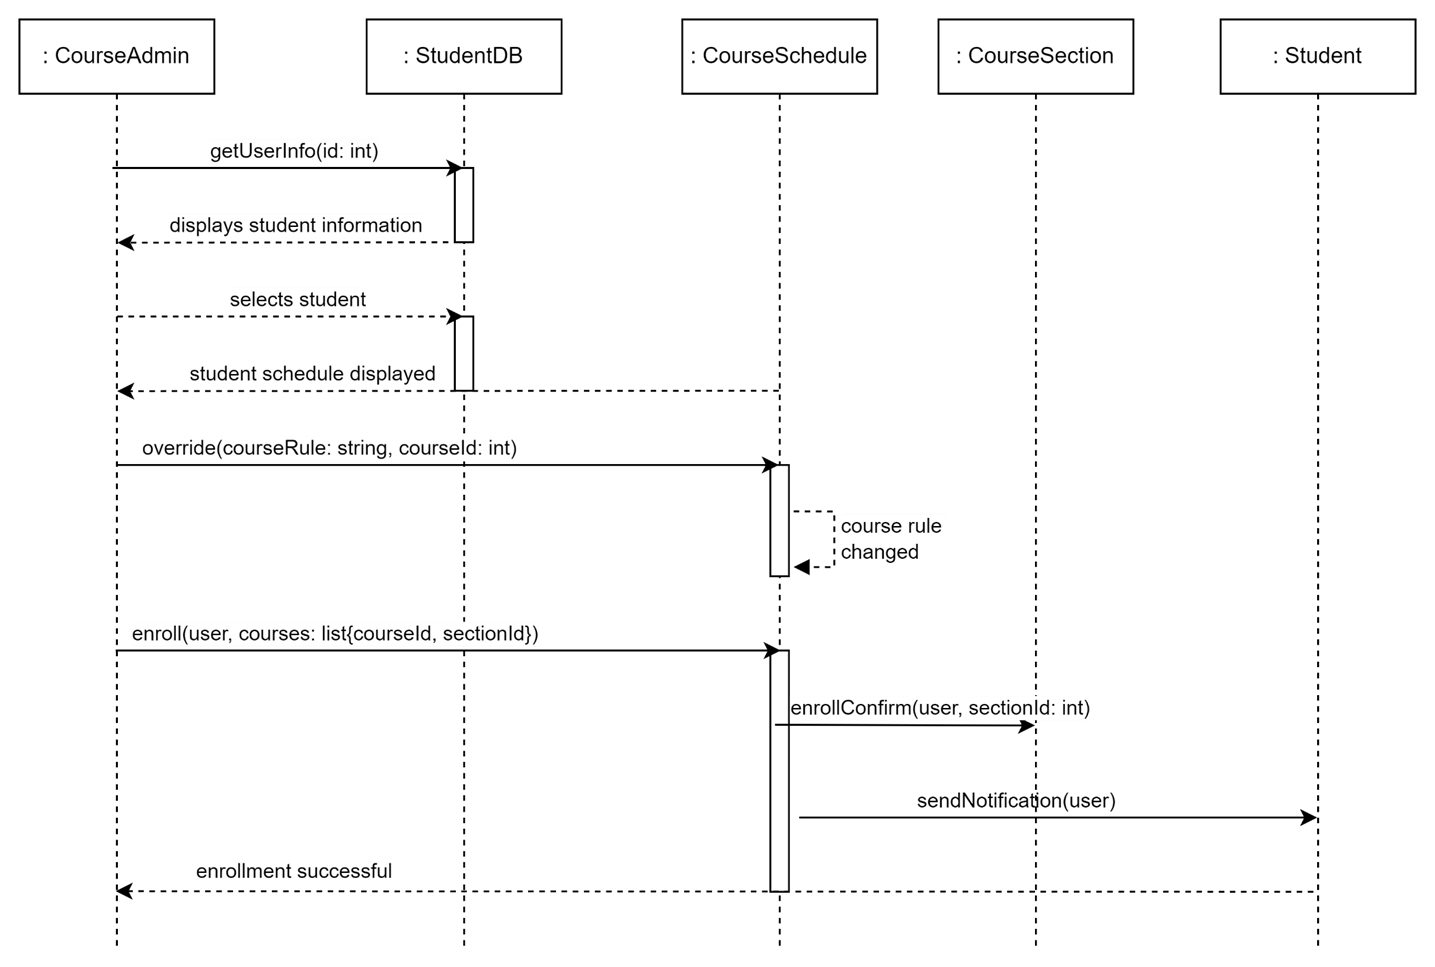 : CourseAdmin
: StudentDB
: CourseSchedule
: CourseSection
: Student
getUserInfo(id: int)
displays student information
selects student
student schedule displayed
override(courseRule: string, courseId: int)
course rule
changed
enroll(user, courses: list{courseId, sectionId})
enrollConfirm(user, sectionId: int)
sendNotification(user)
enrollment successful